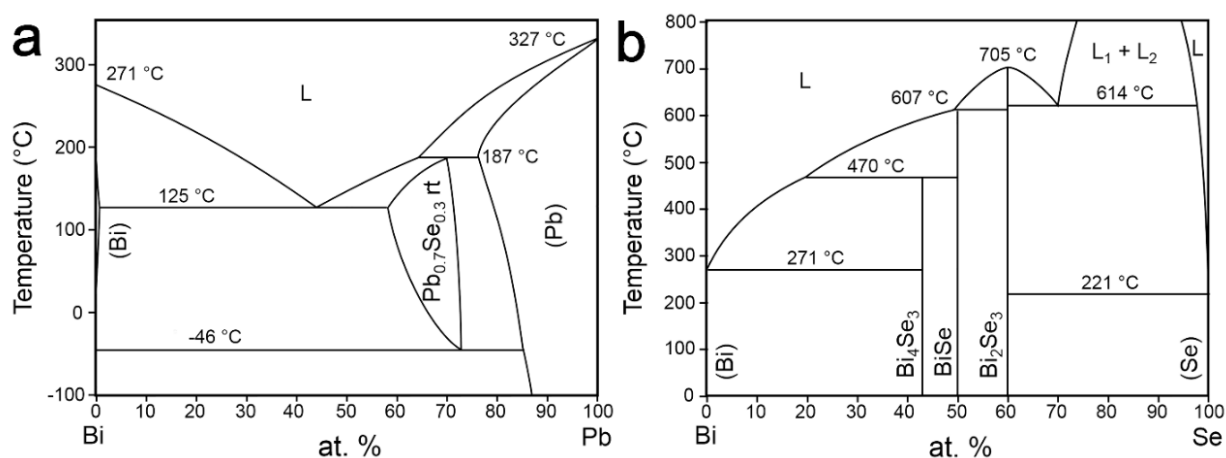 a
Temperature (°C)
300
200
100
0
-100
271 °C
327 °C
L
187 °C
125 °C
(Bi)
Pb0.7Se0.3 rt
(Pb)
-46 °C
0 10 20 30 40 50 60 70 80 90 100
Bi at. % Pb
b
Temperature (°C)
800
700
600
500
400
300
200
100
0
705 °C
L1 + L2
L
L
607 °C
614 °C
470 °C
271 °C
221 °C
(Bi)
Bi4Se3
BiSe
Bi2Se3
(Se)
0 10 20 30 40 50 60 70 80 90 100
Bi at. % Se